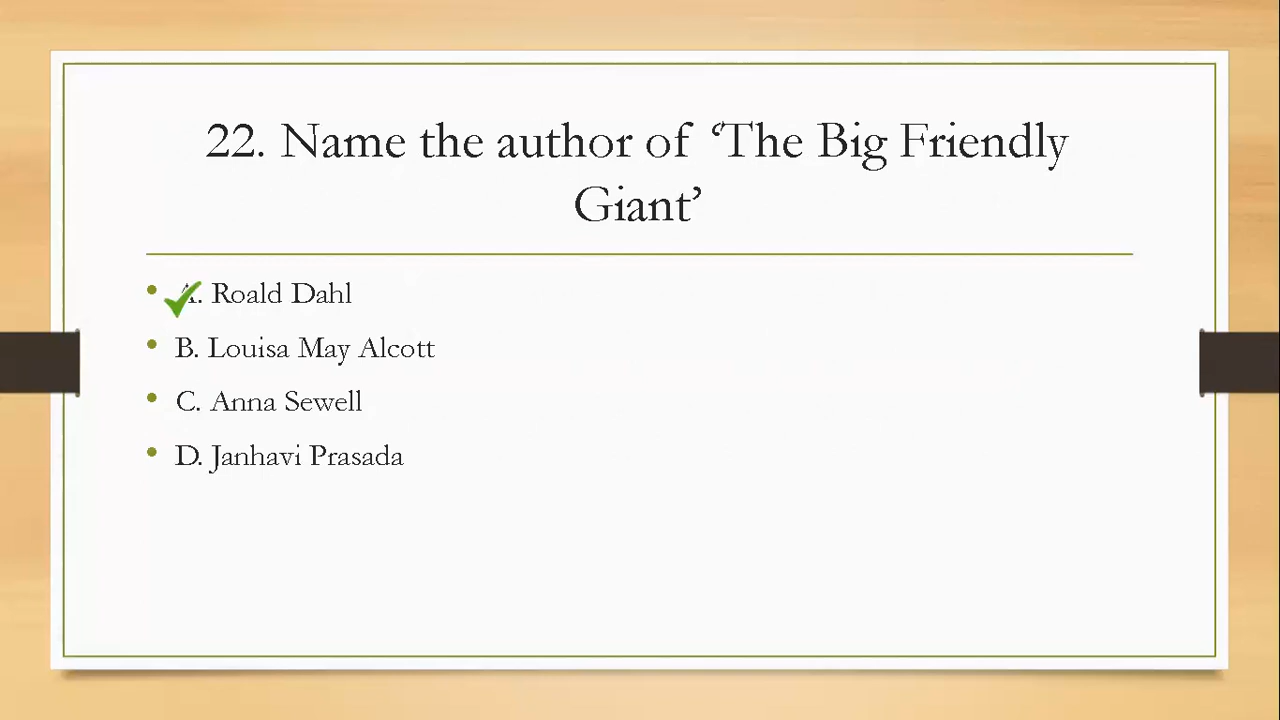 22. Name the author of ‘The Big Friendly
Giant’
• A. Roald Dahl
• B. Louisa May Alcott
• C. Anna Sewell
• D. Janhavi Prasada